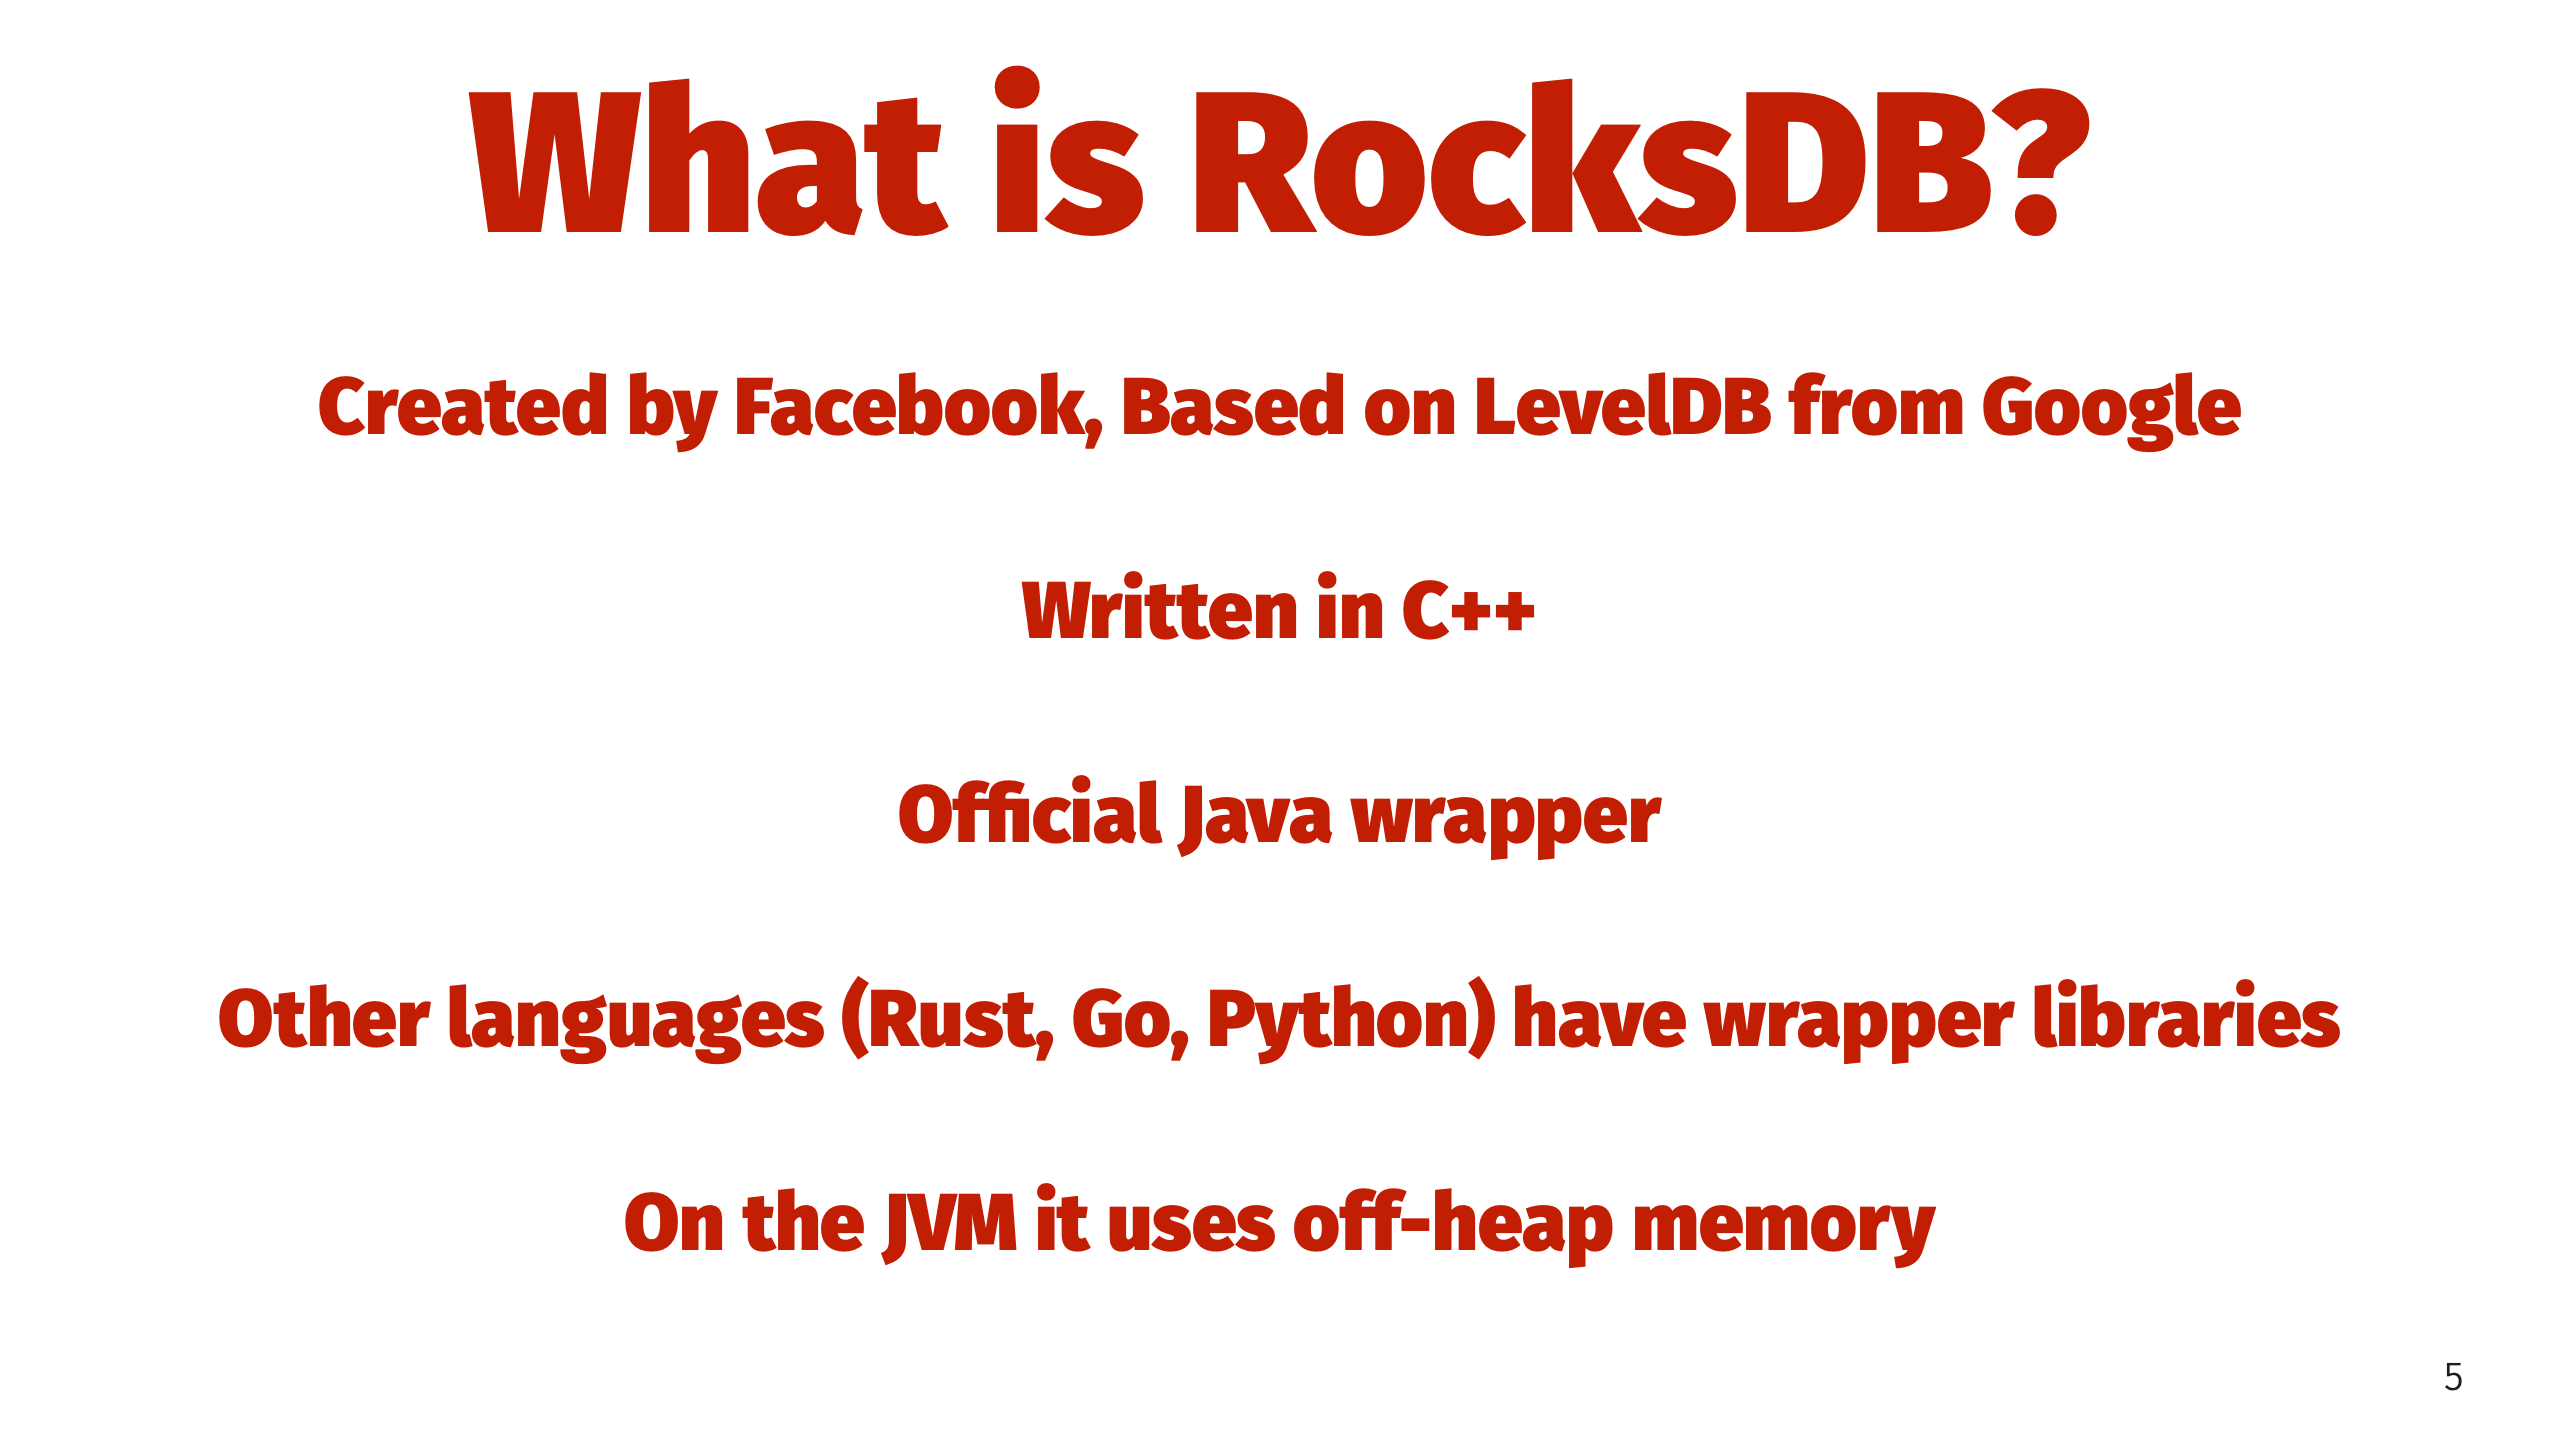 What is RocksDB?
Created by Facebook, Based on LevelDB from Google
Written in C++
Official Java wrapper
Other languages (Rust, Go, Python) have wrapper libraries
On the JVM it uses off-heap memory
5